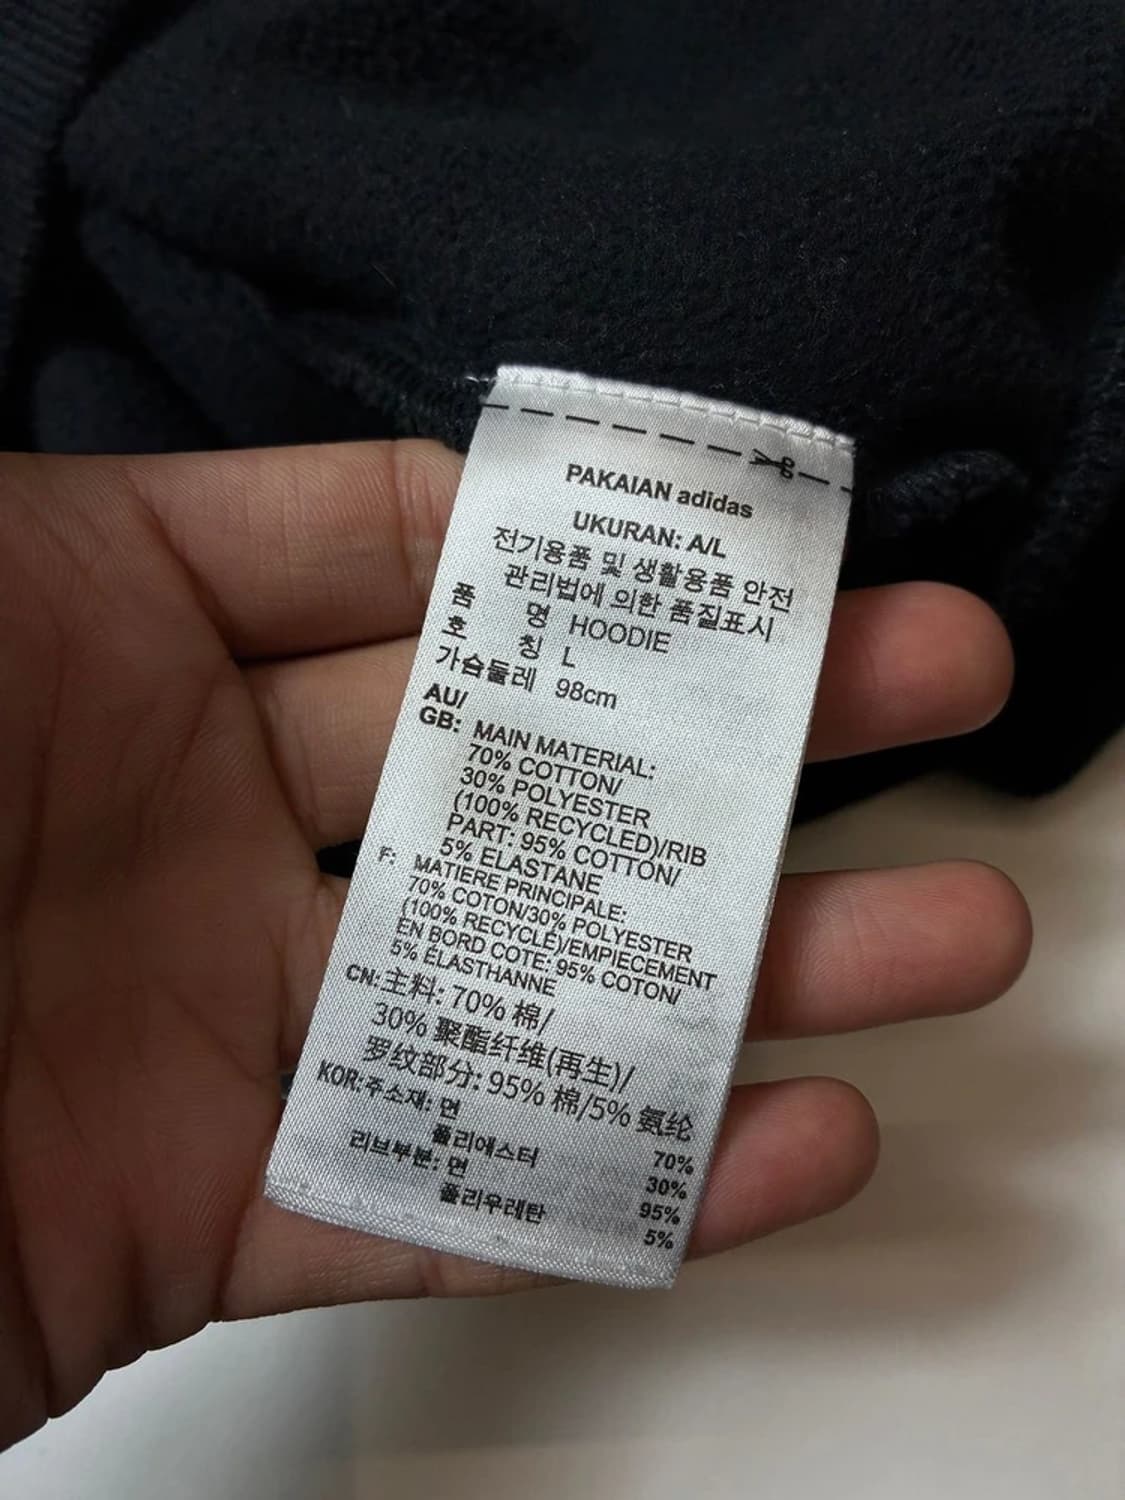 PAKAIAN adidas
UKURAN: A/L
전기용품 및 생활용품 안전
관리법에 의한 품질표시
품 명 HOODIE
호 칭 L
가슴둘레 98cm
AU/
GB: MAIN MATERIAL:
70% COTTON/
30% POLYESTER
(100% RECYCLED)/RIB
PART: 95% COTTON/
5% ELASTANE
F: MATIERE PRINCIPALE:
70% COTON/30% POLYESTER
(100% RECYCLÉ)/EMPIECEMENT
EN BORD COTE: 95% COTON/
5% ÉLASTHANNE
CN: 主料: 70% 棉/
30% 聚酯纤维(再生)/
罗纹部分: 95% 棉/5% 氨纶
KOR: 주소재: 면 70%
폴리에스터 30%
리브부분: 면 95%
폴리우레탄 5%